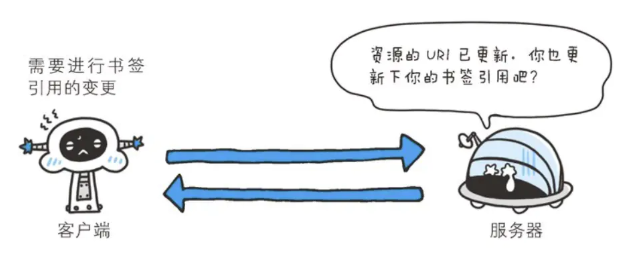 资源的 URI 已更新，你也更
新下你的书签引用吧？
需要进行书签
引用的变更
客户端
服务器